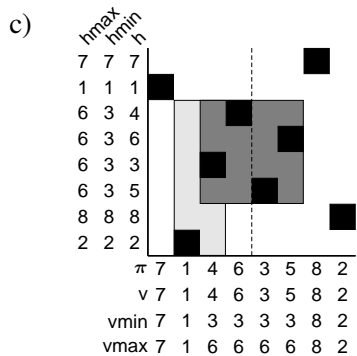 c)
hmax hmin h
7 7 7
1 1 1
6 3 4
6 3 6
6 3 3
6 3 5
8 8 8
2 2 2
π 7 1 4 6 3 5 8 2
v 7 1 4 6 3 5 8 2
vmin 7 1 3 3 3 3 8 2
vmax 7 1 6 6 6 6 8 2